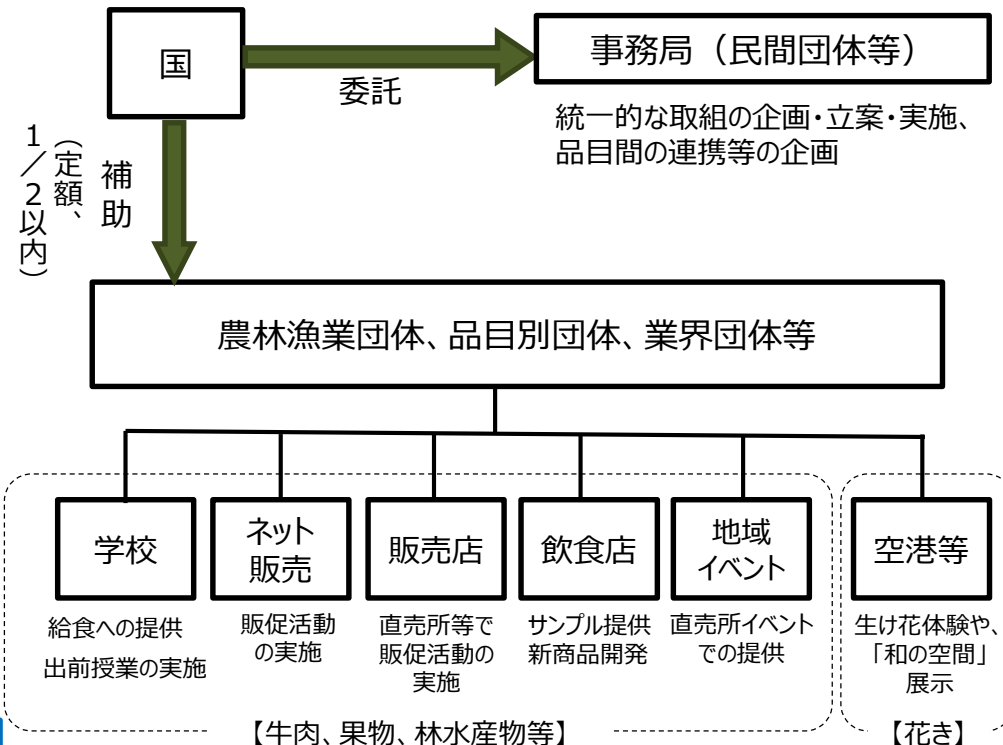 国
事務局（民間団体等）
委託
統一的な取組の企画・立案・実施、
品目間の連携等の企画
補助
（定額、
１／２以内）
農林漁業団体、品目別団体、業界団体等
学校
ネット
販売
販売店
飲食店
地域
イベント
空港等
給食への提供
出前授業の実施
販促活動
の実施
直売所等で
販促活動の
実施
サンプル提供
新商品開発
直売所イベント
での提供
生け花体験や、
「和の空間」
展示
【牛肉、果物、林水産物等】
【花き】